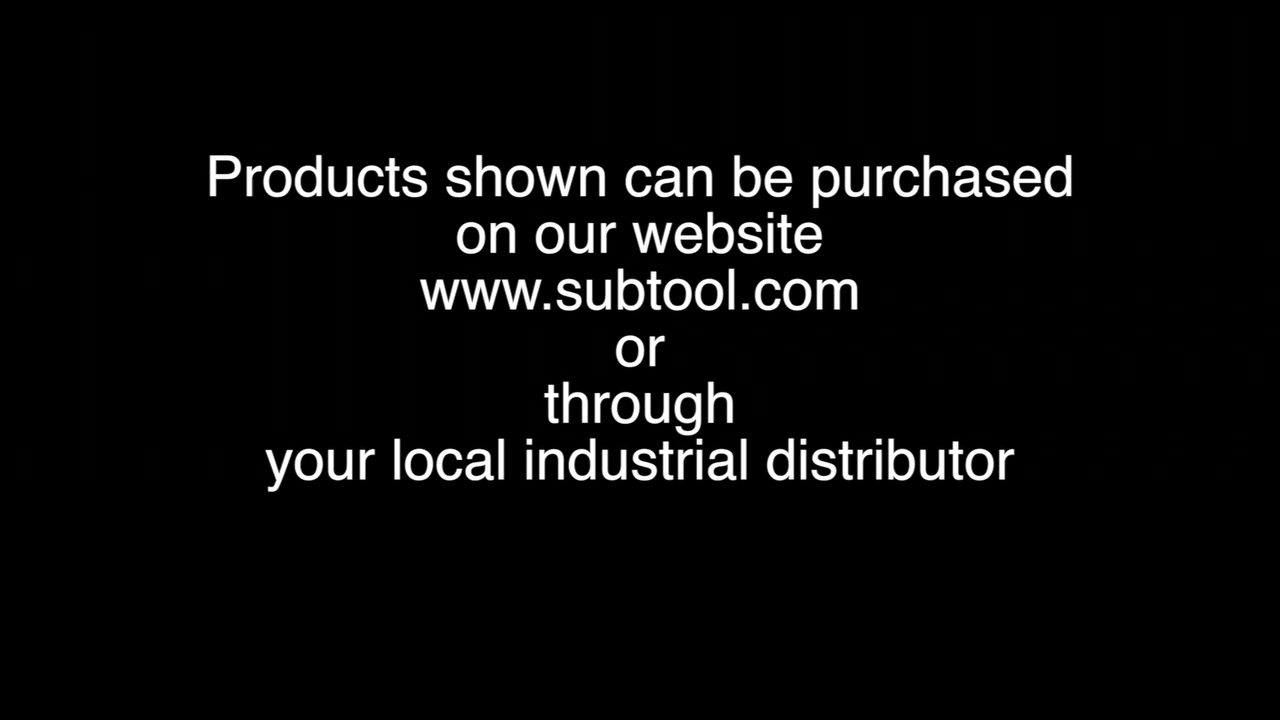 Products shown can be purchased
on our website
www.subtool.com
or
through
your local industrial distributor